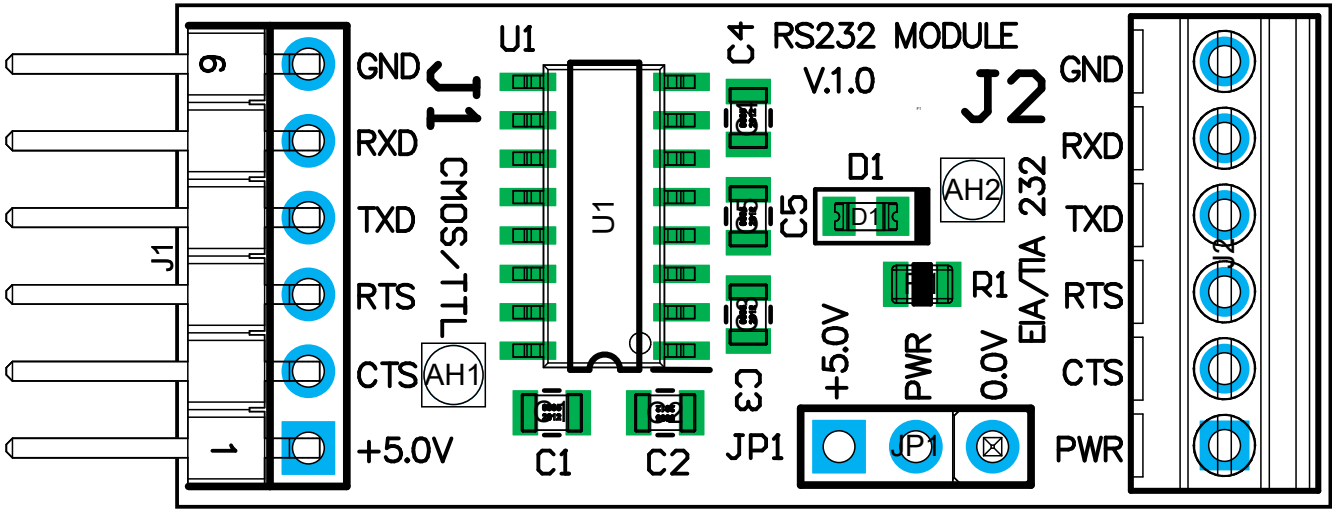 U1
C4
RS232 MODULE
V.1.0
6
GND
J1
J2
GND
RXD
RXD
CMOS/TTL
D1
AH2
EIA/TIA 232
TXD
U1
C5
D1
TXD
J1
J2
RTS
R1
RTS
CTS
AH1
C3
+5.0V
PWR
0.0V
CTS
1
+5.0V
C1
C2
JP1
JP1
PWR